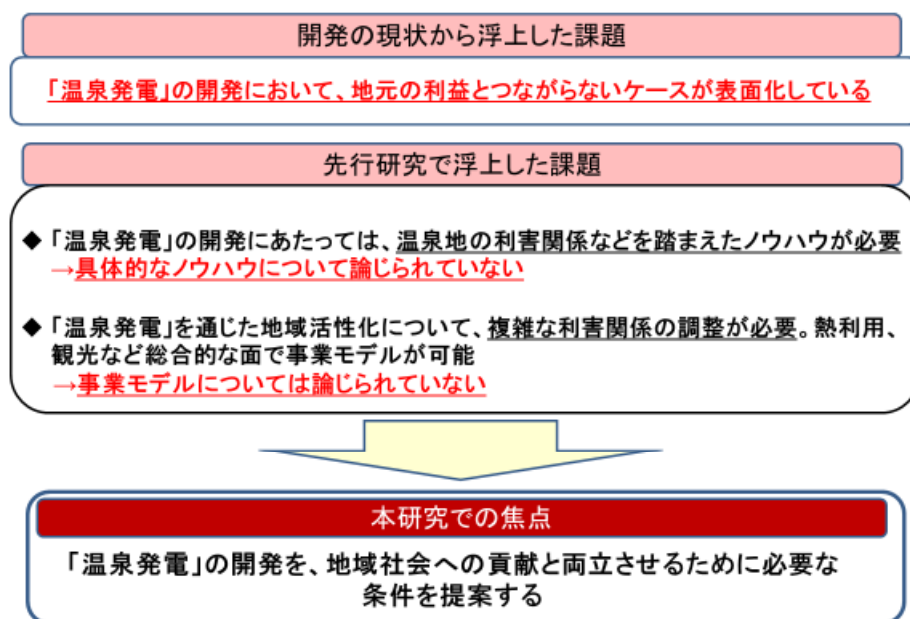 開発の現状から浮上した課題
「温泉発電」の開発において、地元の利益とつながらないケースが表面化している
先行研究で浮上した課題
◆ 「温泉発電」の開発にあたっては、温泉地の利害関係などを踏まえたノウハウが必要
→具体的なノウハウについて論じられていない
◆ 「温泉発電」を通じた地域活性化について、複雑な利害関係の調整が必要。熱利用、
観光など総合的な面で事業モデルが可能
→事業モデルについては論じられていない
本研究での焦点
「温泉発電」の開発を、地域社会への貢献と両立させるために必要な
条件を提案する